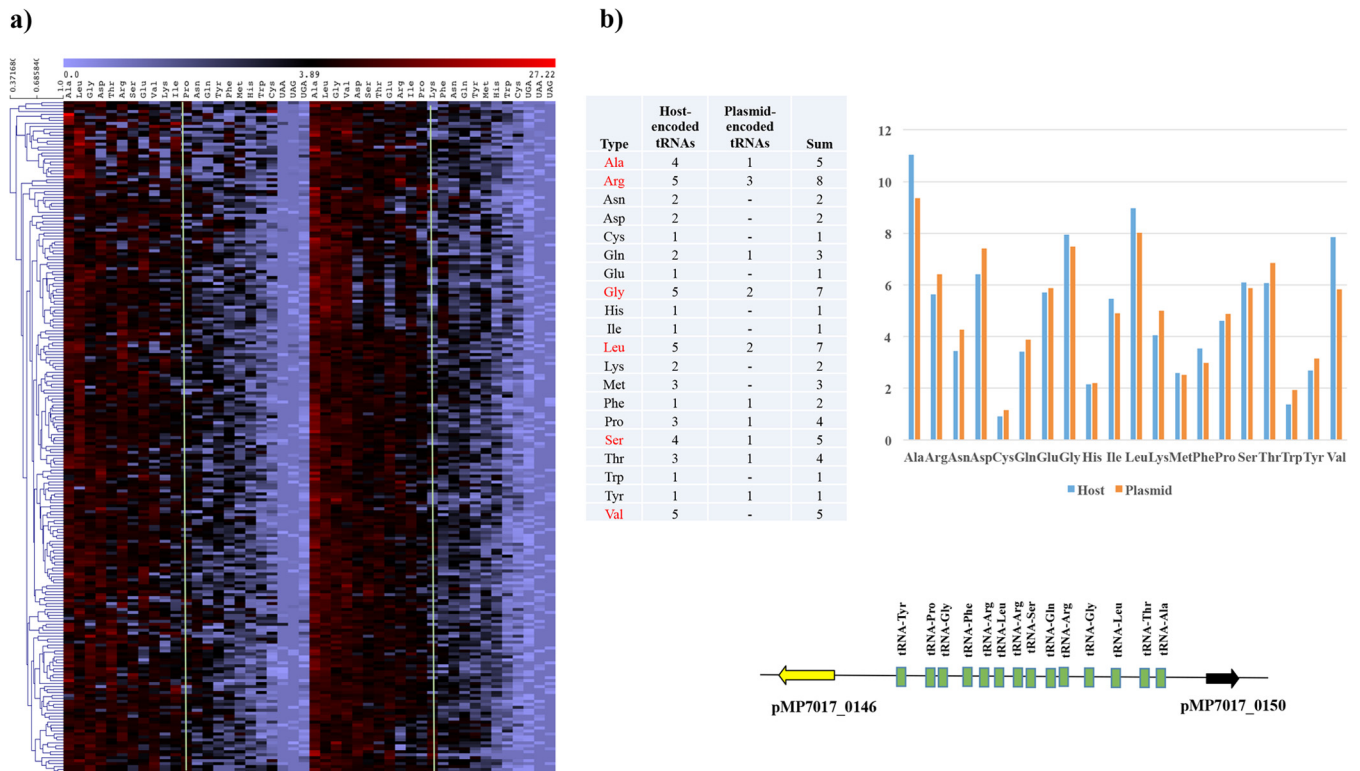 a)
b)
0.371680
0.685840
1.0
0.0 3.89 27.22
Ala Leu Gly Asp Thr Arg Ser Glu Val Lys Ile Pro Asn Gln Tyr Phe Met His Trp Cys UAA UAG UGA Ala Leu Gly Val Asp Ser Thr Glu Arg Ile Pro Lys Phe Asn Gln Tyr Met His Trp Cys UGA UAA UAG
Type Host-encoded tRNAs Plasmid-encoded tRNAs Sum
Ala 4 1 5
Arg 5 3 8
Asn 2 - 2
Asp 2 - 2
Cys 1 - 1
Gln 2 1 3
Glu 1 - 1
Gly 5 2 7
His 1 - 1
Ile 1 - 1
Leu 5 2 7
Lys 2 - 2
Met 3 - 3
Phe 1 1 2
Pro 3 1 4
Ser 4 1 5
Thr 3 1 4
Trp 1 - 1
Tyr 1 1 1
Val 5 - 5
12
10
8
6
4
2
0
Ala Arg Asn Asp Cys Gln Glu Gly His Ile Leu Lys Met Phe Pro Ser Thr Trp Tyr Val
Host Plasmid
tRNA-Tyr
tRNA-Pro
tRNA-Gly
tRNA-Phe
tRNA-Arg
tRNA-Leu
tRNA-Arg
tRNA-Ser
tRNA-Gln
tRNA-Arg
tRNA-Gly
tRNA-Leu
tRNA-Thr
tRNA-Ala
pMP7017_0146
pMP7017_0150